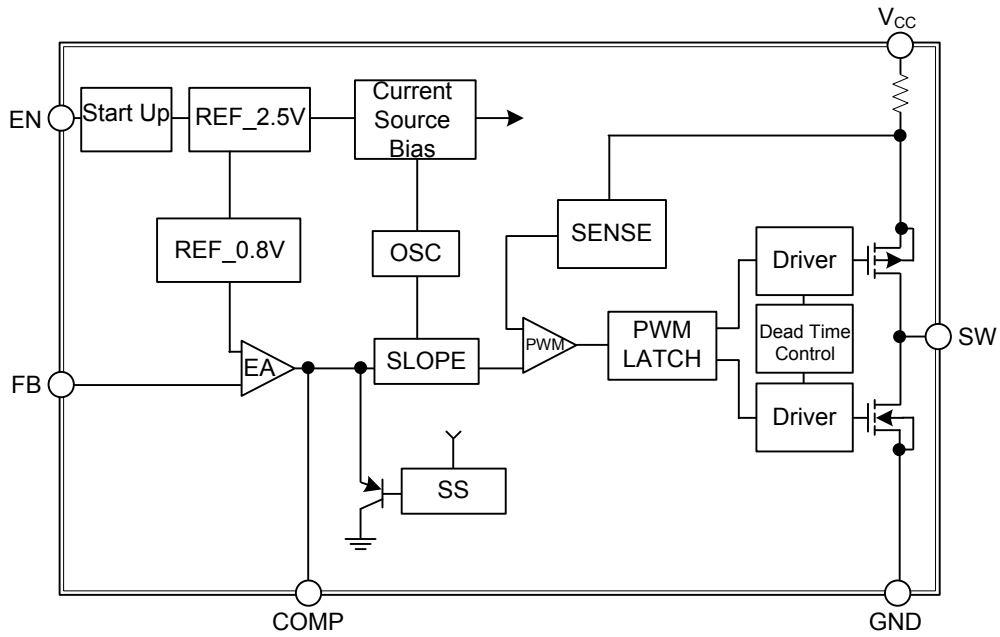 VCC
EN
Start Up
REF_2.5V
Current
Source
Bias
REF_0.8V
OSC
SENSE
Driver
PWM
PWM
LATCH
Dead Time
Control
SW
FB
EA
SLOPE
Driver
SS
COMP
GND